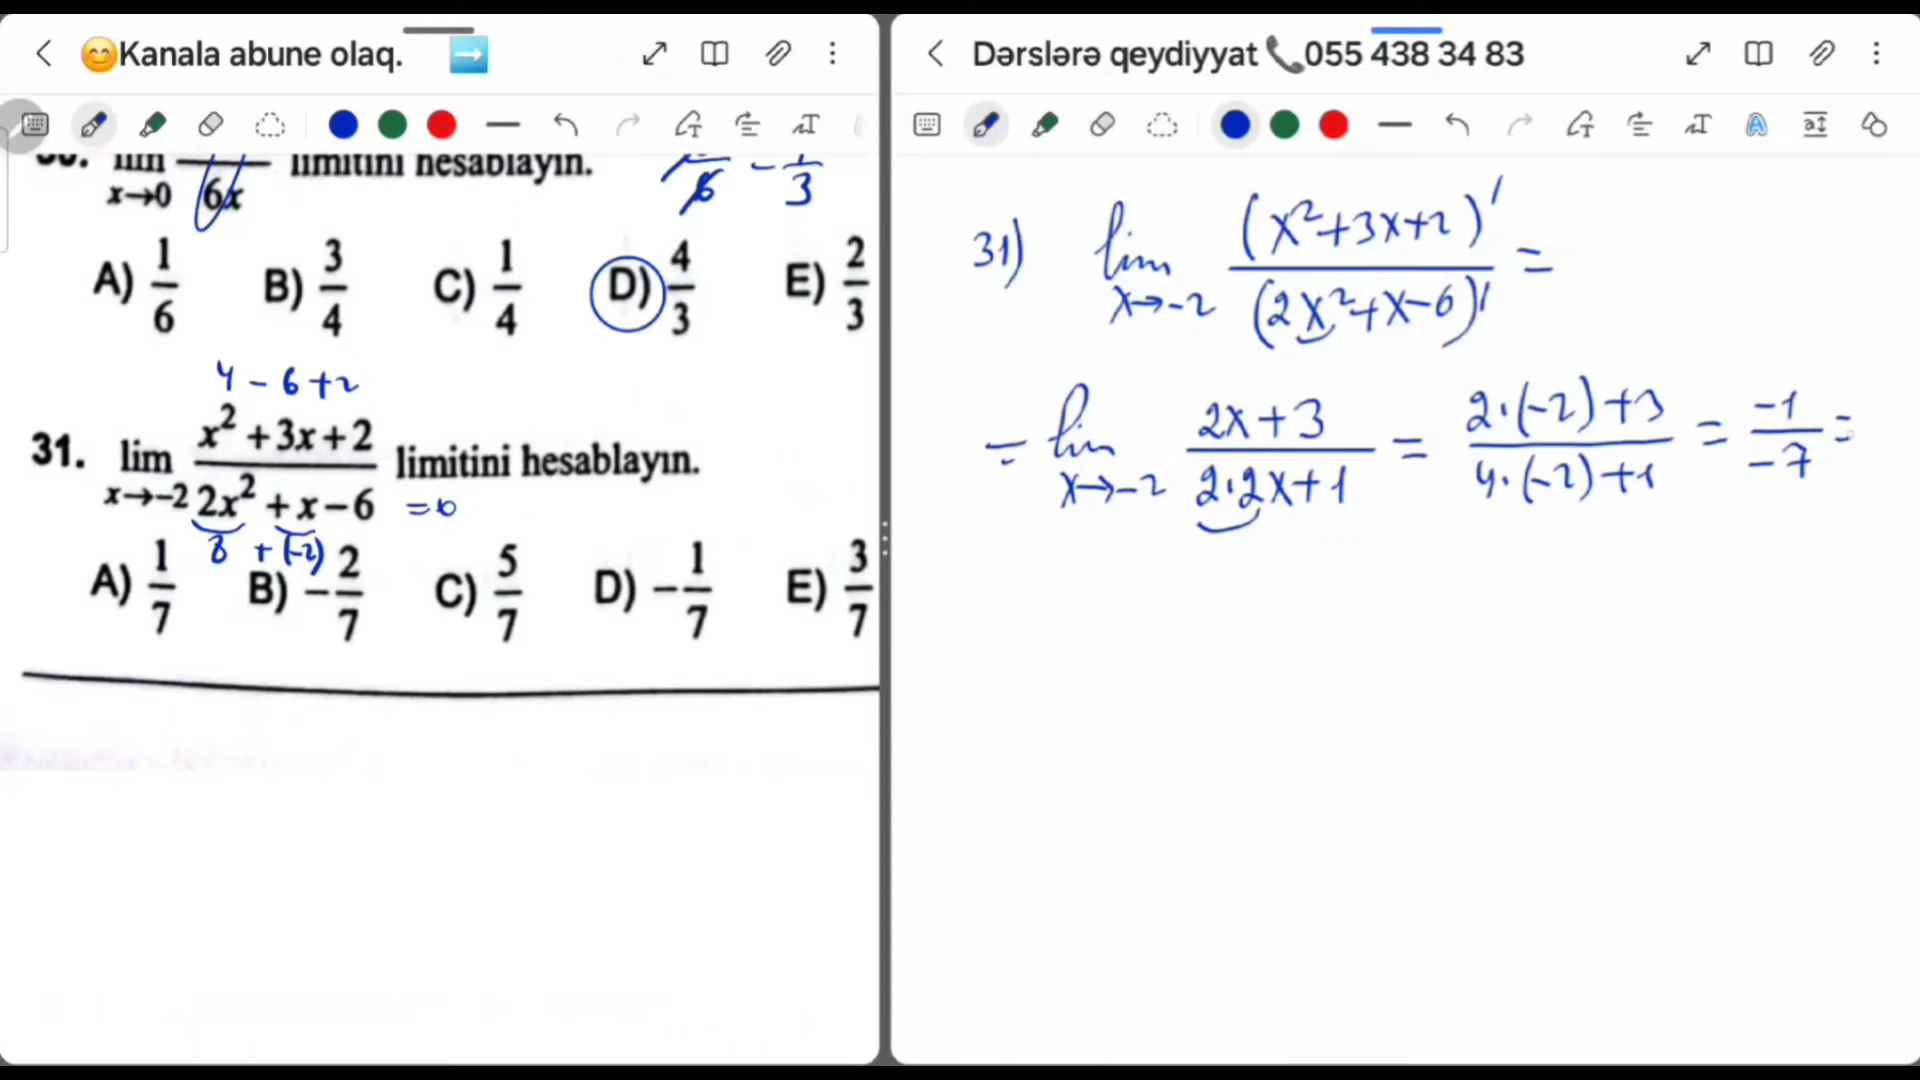 😊Kanala abune olaq. ➡️
lim x→0 /6x limitini hesablayın.
/6 - /3
A) 1/6 B) 3/4 C) 1/4 D) 4/3 E) 2/3
4 - 6 + 2
31. lim x→-2 (x² + 3x + 2)/(2x² + x - 6) limitini hesablayın.
= 0
8 + (-2)
A) 1/7 B) -2/7 C) 5/7 D) -1/7 E) 3/7
Dərslərə qeydiyyat 📞055 438 34 83
31) lim x→-2 (x²+3x+2)'/(2x²+x-6)' =
= lim x→-2 (2x+3)/(2·2x+1) = (2·(-2)+3)/(4·(-2)+1) = -1/-7 =